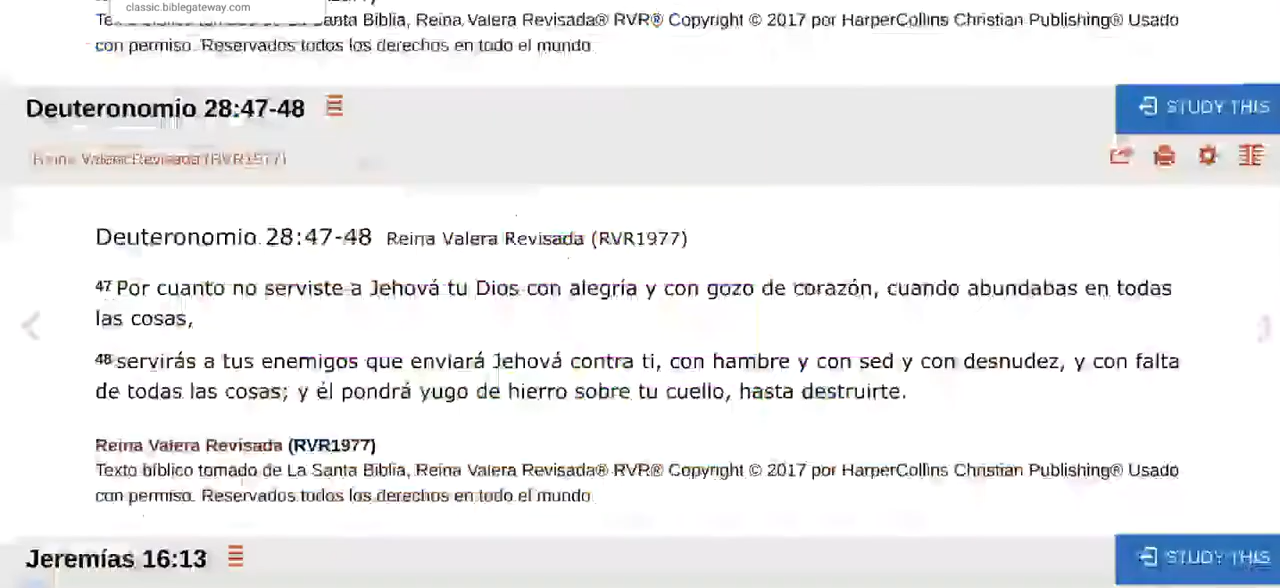 classic.biblegateway.com
Santa Biblia, Reina Valera Revisada® RVR® Copyright © 2017 por HarperCollins Christian Publishing® Usado
con permiso. Reservados todos los derechos en todo el mundo
Deuteronomio 28:47-48
STUDY THIS
Reina Valera Revisada (RVR1977)
Deuteronomio 28:47-48 Reina Valera Revisada (RVR1977)
47 Por cuanto no serviste a Jehová tu Dios con alegría y con gozo de corazón, cuando abundabas en todas
las cosas,
48 servirás a tus enemigos que enviará Jehová contra ti, con hambre y con sed y con desnudez, y con falta
de todas las cosas; y él pondrá yugo de hierro sobre tu cuello, hasta destruirte.
Reina Valera Revisada (RVR1977)
Texto bíblico tomado de La Santa Biblia, Reina Valera Revisada® RVR® Copyright © 2017 por HarperCollins Christian Publishing® Usado
con permiso. Reservados todos los derechos en todo el mundo
Jeremías 16:13
STUDY THIS